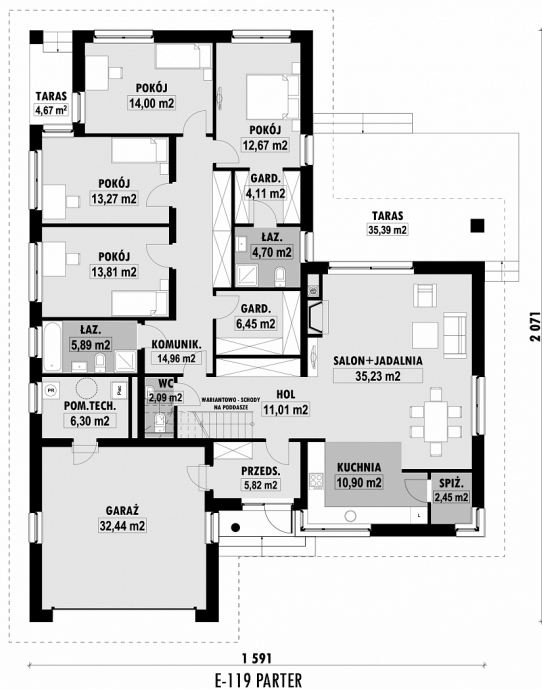 TARAS
4,67 m2
POKÓJ
14,00 m2
POKÓJ
12,67 m2
POKÓJ
13,27 m2
GARD.
4,11 m2
TARAS
35,39 m2
ŁAZ.
4,70 m2
POKÓJ
13,81 m2
GARD.
6,45 m2
ŁAZ.
5,89 m2
KOMUNIK.
14,96 m2
SALON+JADALNIA
35,23 m2
2 071
PR
Piec
POM.TECH.
6,30 m2
WC
2,09 m2
WARIANTOWO - SCHODY
NA PODDASZE
HOL
11,01 m2
KUCHNIA
10,90 m2
SPIŻ.
2,45 m2
L
PRZEDS.
5,82 m2
GARAŻ
32,44 m2
1 591
E-119 PARTER